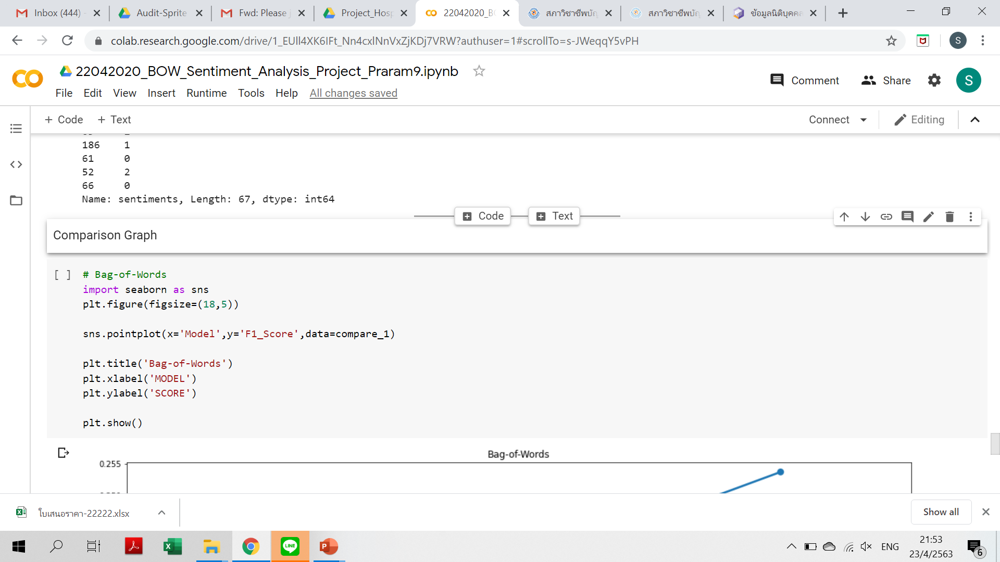 Inbox (444)
Audit-Sprite
Fwd: Please j
Project_Hosp
22042020_BO
สภาวิชาชีพบัญ
สภาวิชาชีพบัญ
ข้อมูลนิติบุคคล
colab.research.google.com/drive/1_EUll4XK6IFt_Nn4cxlNnVxZjKDj7VRW?authuser=1#scrollTo=s-JWeqqY5vPH
S
22042020_BOW_Sentiment_Analysis_Project_Praram9.ipynb
Comment
Share
S
File Edit View Insert Runtime Tools Help All changes saved
+ Code + Text
Connect
Editing
186 1
61 0
52 2
66 0
Name: sentiments, Length: 67, dtype: int64
Code
Text
Comparison Graph
[ ]
# Bag-of-Words
import seaborn as sns
plt.figure(figsize=(18,5))
sns.pointplot(x='Model',y='F1_Score',data=compare_1)
plt.title('Bag-of-Words')
plt.xlabel('MODEL')
plt.ylabel('SCORE')
plt.show()
Bag-of-Words
0.255
ใบเสนอราคา-22222.xlsx
Show all
LINE
ENG
21:53
23/4/2563
6